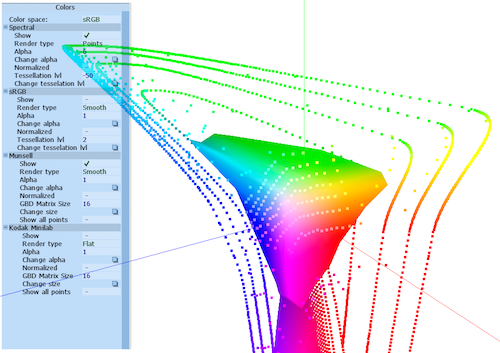 Colors
Color space: sRGB
Spectral
Show
Render type Points
Alpha 6
Change alpha
Normalized
Tessellation lvl -50
Change tesselation lvl
sRGB
Show
Render type Smooth
Alpha 1
Change alpha
Normalized
Tessellation lvl 2
Change tesselation lvl
Munsell
Show
Render type Smooth
Alpha 1
Change alpha
Normalized
GBD Matrix Size 16
Change size
Show all points
Kodak Minilab
Show
Render type Flat
Alpha 1
Change alpha
Normalized
GBD Matrix Size 16
Change size
Show all points